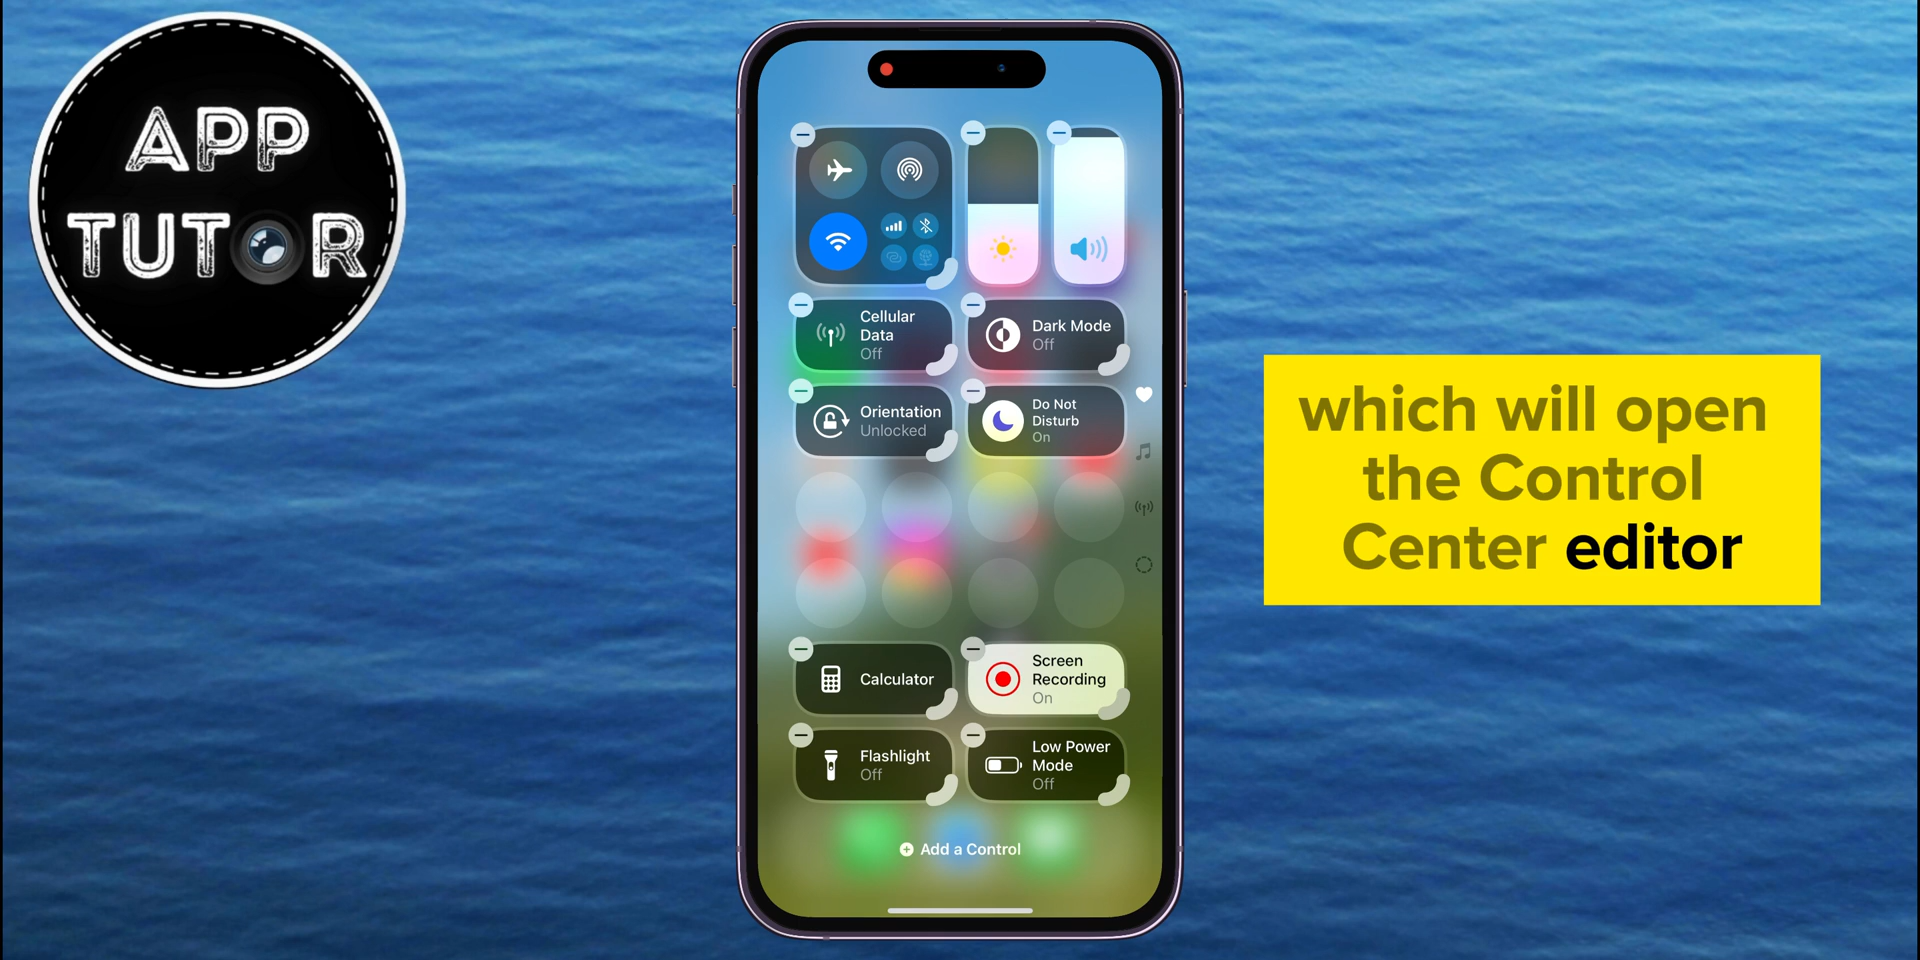 APP
TUTOR
Cellular
Data
Off
Dark Mode
Off
Orientation
Unlocked
Do Not
Disturb
On
Calculator
Screen
Recording
On
Flashlight
Off
Low Power
Mode
Off
Add a Control
which will open
the Control
Center editor